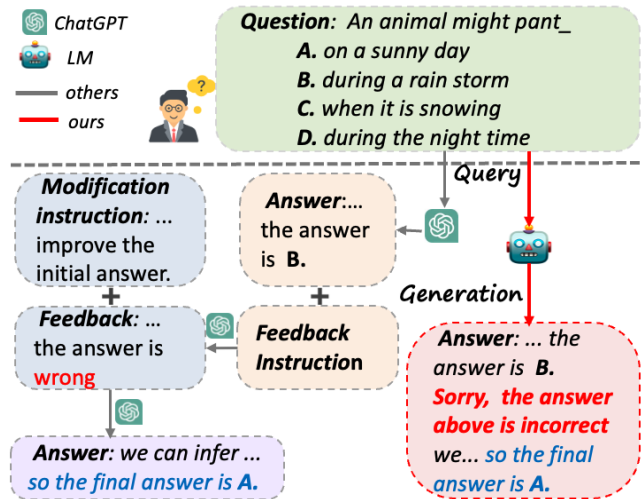 ChatGPT
LM
others
ours
Question: An animal might pant_
A. on a sunny day
B. during a rain storm
C. when it is snowing
D. during the night time
?
Query
Modification
instruction: ...
improve the
initial answer.
+
Feedback: ...
the answer is
wrong
Answer:...
the answer
is B.
+
Feedback
Instruction
Generation
Answer: ... the
answer is B.
Sorry, the answer
above is incorrect
we... so the final
answer is A.
Answer: we can infer ...
so the final answer is A.